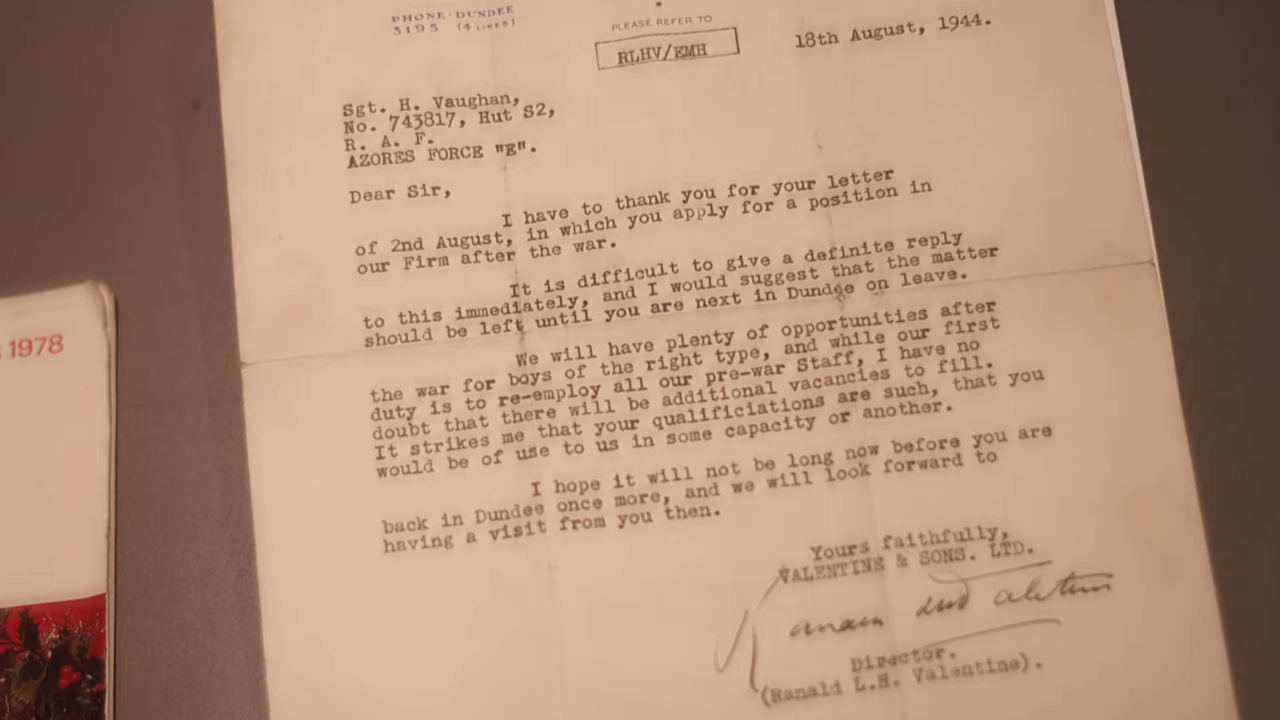 PHONE-DUNDEE
5195 (4 LINES)
PLEASE REFER TO
RLHV/EMH
18th August, 1944.
Sgt. H. Vaughan,
No. 743817, Hut S2,
R. A. F.
AZORES FORCE "G".
Dear Sir,
I have to thank you for your letter
of 2nd August, in which you apply for a position in
our Firm after the war.
It is difficult to give a definite reply
to this immediately, and I would suggest that the matter
should be left until you are next in Dundee on leave.
We will have plenty of opportunities after
the war for boys of the right type, and while our first
duty is to re-employ all our pre-war Staff, I have no
doubt that there will be additional vacancies to fill.
It strikes me that your qualificiations are such, that you
would be of use to us in some capacity or another.
I hope it will not be long now before you are
back in Dundee once more, and we will look forward to
having a visit from you then.
Yours faithfully,
VALENTINE & SONS. LTD.
Director.
(Ranald L.H. Valentine).
1978